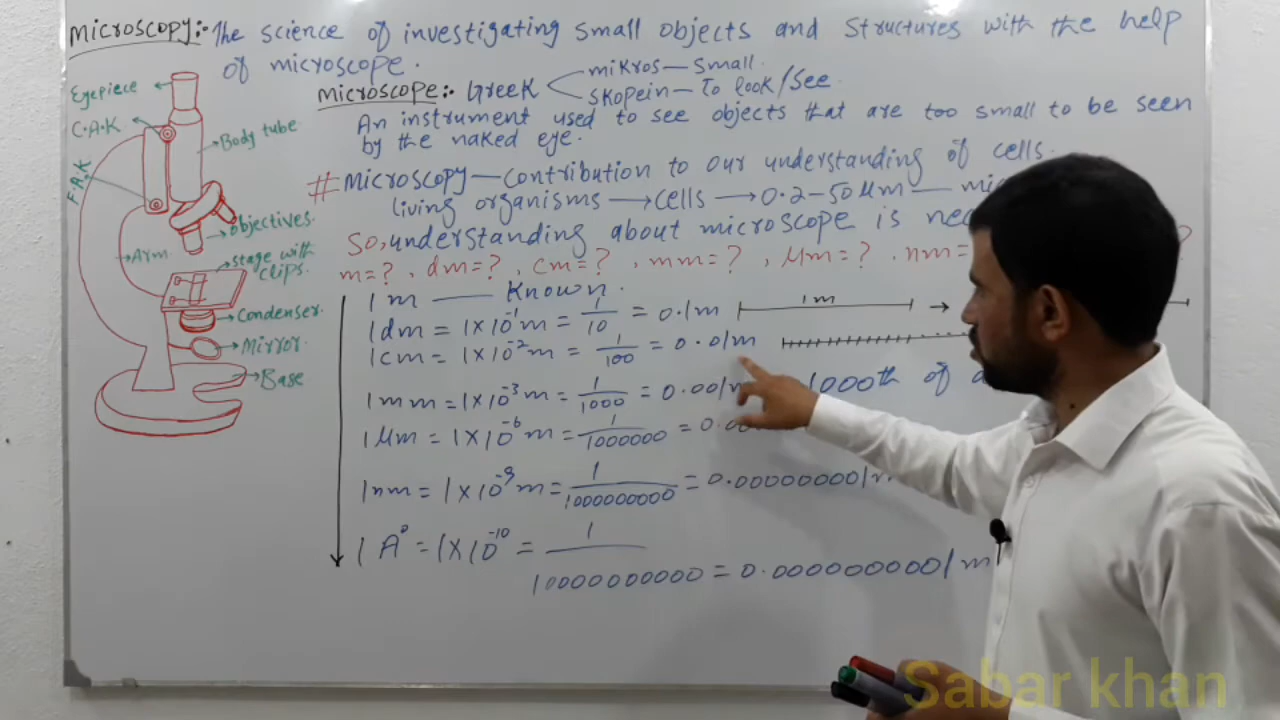 Microscopy:- The science of investigating small objects and structures with the help
of microscope.
Microscope:- Greek
mikros — small
skopein — To look/see
An instrument used to see objects that are too small to be seen
by the naked eye.
# Microscopy — contribution to our understanding of cells.
living organisms → cells → 0.2-50 μm —
So, understanding about microscope is
m=? , dm=? , cm=? , mm=? , μm=? , nm= ?
1 m — Known.
1m
1dm = 1×10⁻¹m = 1/10 = 0.1m
1cm = 1×10⁻²m = 1/100 = 0.01m
1mm = 1×10⁻³m = 1/1000 = 0.001 1000th of
1μm = 1×10⁻⁶m = 1/1000000 = 0.00
1nm = 1×10⁻⁹m = 1/1000000000 = 0.000000001
1 A° = 1×10⁻¹⁰ = 1/10000000000 = 0.0000000001 m
Eyepiece
C.A.K
F.A.K
Body tube
Objectives
Arm
stage with
clips
Condenser
Mirror
Base
Sabar khan